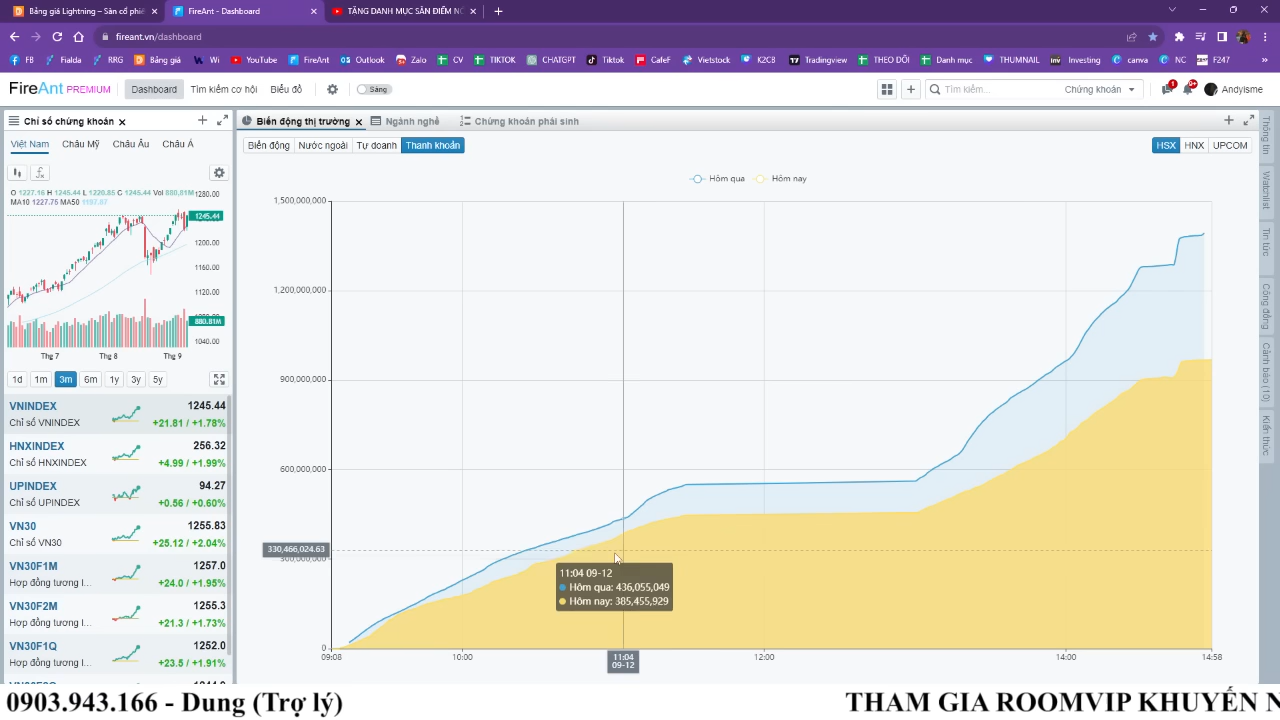 Bảng giá Lightning – Sàn cổ phiế
FireAnt - Dashboard
TẶNG DANH MỤC SĂN ĐIỂM NỔ
fireant.vn/dashboard
FB
Fialda
RRG
Bảng giá
Wi
YouTube
FireAnt
Outlook
Zalo
CV
TIKTOK
CHATGPT
Tiktok
CafeF
Vietstock
K2CB
Tradingview
THEO DÕI
Danh mục
THUMNAIL
Investing
canva
NC
F247
FireAnt PREMIUM
Dashboard
Tìm kiếm cơ hội
Biểu đồ
Sáng
Tìm kiếm...
Chứng khoán
1
9+
Andyisme
Chỉ số chứng khoán
Việt Nam
Châu Mỹ
Châu Âu
Châu Á
O 1227.16 H 1245.44 L 1220.85 C 1245.44 Vol 880.81M
MA10 1227.75 MA50 1197.87
1280.00
1245.44
1200.00
1160.00
1120.00
880.81M
1040.00
Thg 7
Thg 8
Thg 9
1d
1m
3m
6m
1y
3y
5y
VNINDEX 1245.44
Chỉ số VNINDEX +21.81 / +1.78%
HNXINDEX 256.32
Chỉ số HNXINDEX +4.99 / +1.99%
UPINDEX 94.27
Chỉ số UPINDEX +0.56 / +0.60%
VN30 1255.83
Chỉ số VN30 +25.12 / +2.04%
VN30F1M 1257.0
Hợp đồng tương l... +24.0 / +1.95%
VN30F2M 1255.3
Hợp đồng tương l... +21.3 / +1.73%
VN30F1Q 1252.0
Hợp đồng tương l... +23.5 / +1.91%
Biến động thị trường
Ngành nghề
Chứng khoán phái sinh
Biến động
Nước ngoài
Tự doanh
Thanh khoản
HSX
HNX
UPCOM
Hôm qua
Hôm nay
1,500,000,000
1,200,000,000
900,000,000
600,000,000
330,466,024.63
300,000,000
0
11:04 09-12
Hôm qua: 436,055,049
Hôm nay: 385,455,929
09:08
10:00
11:04
09-12
12:00
14:00
14:58
Thông tin
Watchlist
Tin tức
Cộng đồng
Cảnh báo (10)
Kiến thức
0903.943.166 - Dung (Trợ lý)
THAM GIA ROOMVIP KHUYẾN N